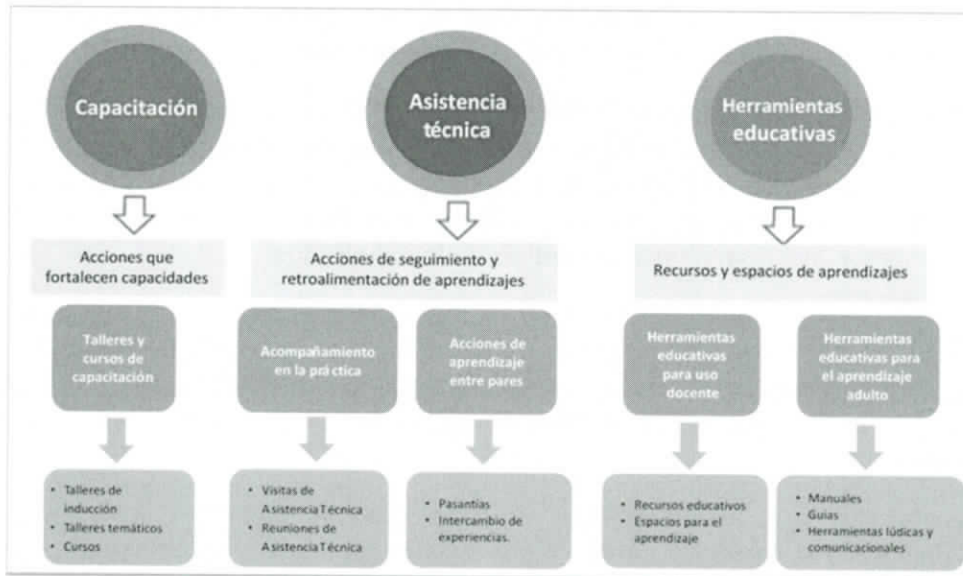 Capacitación
Asistencia
técnica
Herramientas
educativas
Acciones que
fortalecen capacidades
Acciones de seguimiento y
retroalimentación de aprendizajes
Recursos y espacios de aprendizajes
Talleres y
cursos de
capacitación
Acompañamiento
en la práctica
Acciones de
aprendizaje
entre pares
Herramientas
educativas
para uso
docente
Herramientas
educativas para
el aprendizaje
adulto
• Talleres de
inducción
• Talleres temáticos
• Cursos
• Visitas de
Asistencia Técnica
• Reuniones de
Asistencia Técnica
• Pasantías
• Intercambio de
experiencias.
• Recursos educativos
• Espacios para el
aprendizaje
• Manuales
• Guias
• Herramientas lúdicas y
comunicacionales